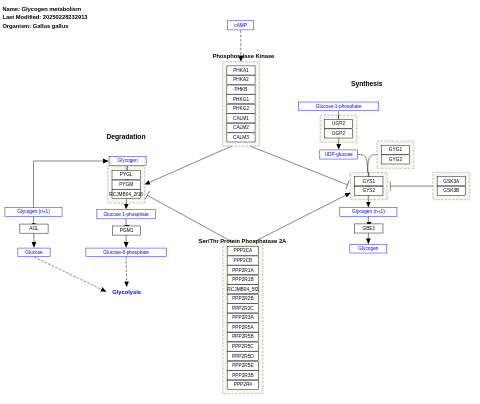 Name: Glycogen metabolism
Last Modified: 20250228232913
Organism: Gallus gallus
cAMP
Phosphorylase Kinase
PHKA1
PHKA2
PHKB
PHKG1
PHKG2
CALM1
CALM2
CALM3
Synthesis
Glucose-1-phosphate
UGP2
UGP2
UDP-glucose
GYG1
GYG2
GYS1
GYS2
GSK3A
GSK3B
Glycogen (n+1)
GBE1
Glycogen
Degradation
Glycogen
PYGL
PYGM
Glucose 1-phosphate
PGM1
Glucose-6-phosphate
Glycogen (n+1)
AGL
Glucose
Glycolysis
Ser/Thr Protein Phosphatase 2A
PPP2CA
PPP2CB
PPP2R1A
PPP2R1B
PPP2R2B
PPP2R2C
PPP2R3A
PPP2R5A
PPP2R5B
PPP2R5C
PPP2R5D
PPP2R5E
PPP2R3B
PPP2R4